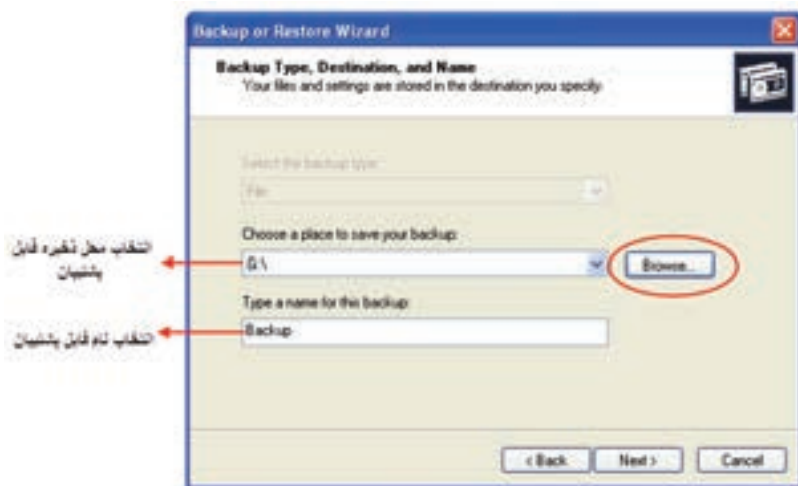 Backup or Restore Wizard
Backup Type, Destination, and Name
Your files and settings are stored in the destination you specify.
Select the backup type:
File
Choose a place to save your backup:
G:\
Browse...
Type a name for this backup:
Backup
< Back
Next >
Cancel
انتخاب محل ذخیره فایل
پشتیبان
انتخاب نام فایل پشتیبان